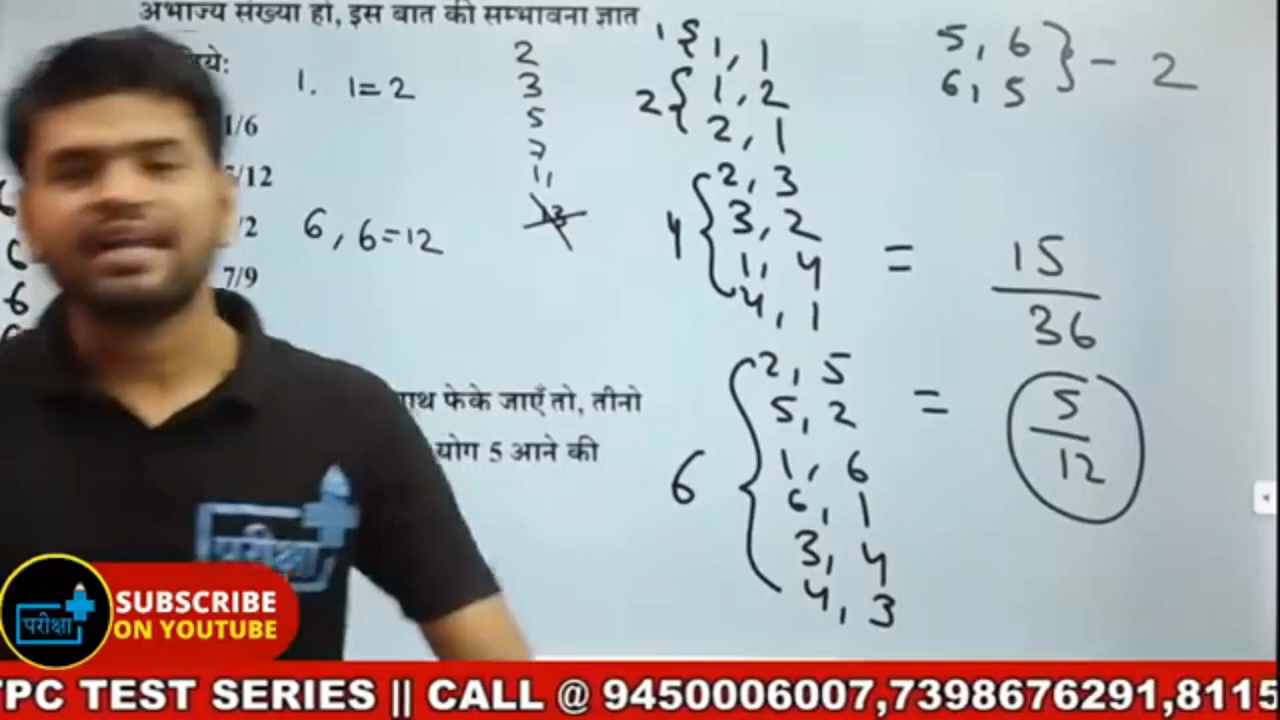 अभाज्य संख्या हो, इस बात की सम्भावना ज्ञात
1. 1=2
1/6
/12
/2
6, 6=12
7/9
2
3
5
7
11
13
1 { 1, 1
2 { 1, 2
2, 1
4 { 2, 3
3, 2
1, 4
4, 1
6 { 2, 5
5, 2
1, 6
6, 1
3, 4
4, 3
5, 6
6, 5 } - 2
= 15
36
= 5
12
6
6
फेके जाएँ तो, तीनो
योग 5 आने की
परीक्षा
परीक्षा
SUBSCRIBE
ON YOUTUBE
TPC TEST SERIES || CALL @ 9450006007,7398676291,8115